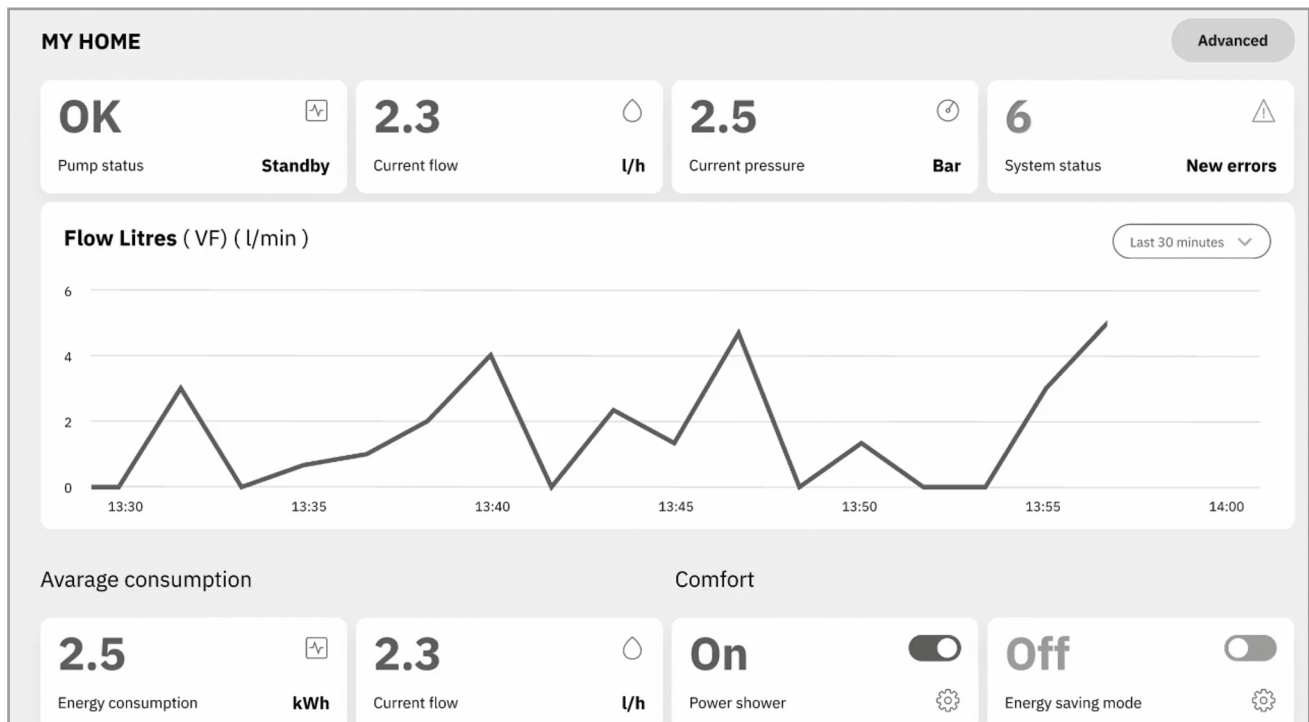 MY HOME
Advanced
OK
Pump status Standby
2.3
Current flow l/h
2.5
Current pressure Bar
6
System status New errors
Flow Litres ( VF) ( l/min )
Last 30 minutes
6
4
2
0
13:30 13:35 13:40 13:45 13:50 13:55 14:00
Avarage consumption
Comfort
2.5
Energy consumption kWh
2.3
Current flow l/h
On
Power shower
Off
Energy saving mode